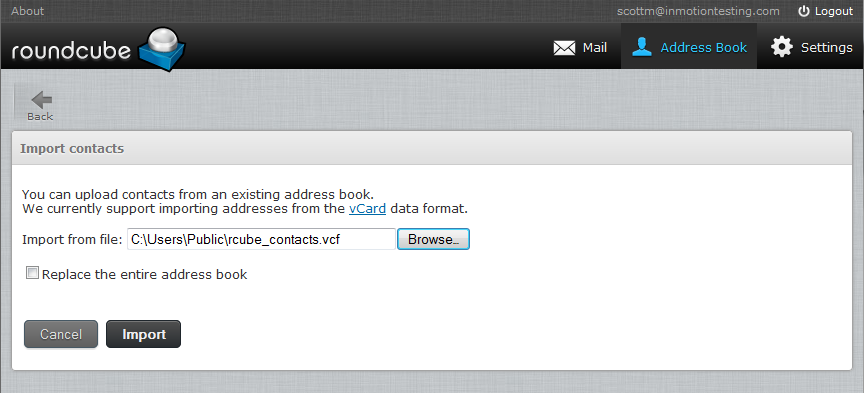 About scottm@inmotiontesting.com Logout
roundcube Mail Address Book Settings
Back
Import contacts
You can upload contacts from an existing address book.
We currently support importing addresses from the vCard data format.
Import from file: C:\Users\Public\rcube_contacts.vcf Browse...
Replace the entire address book
Cancel Import